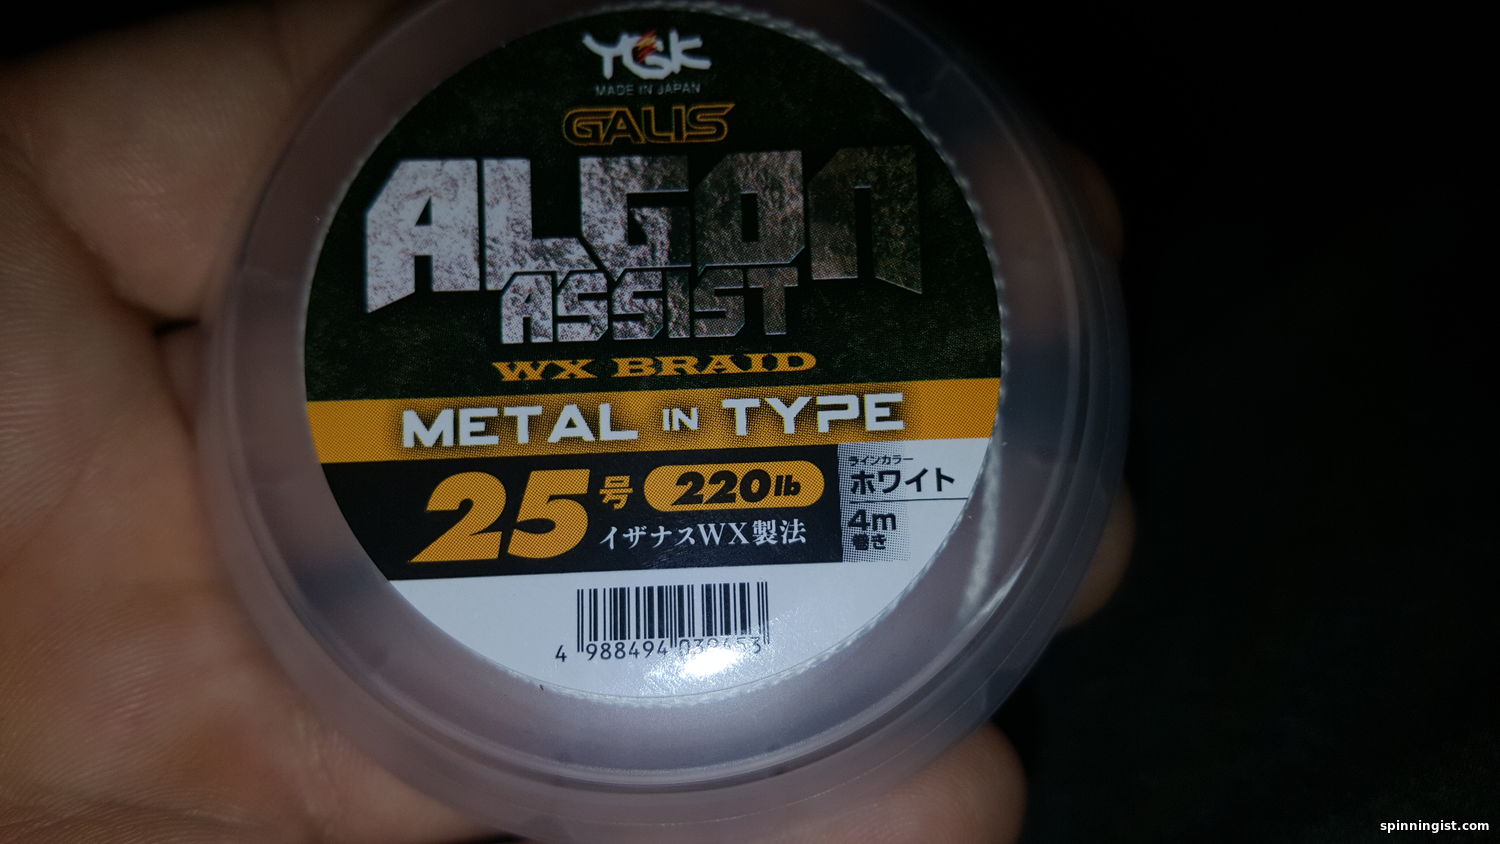 YGK
MADE IN JAPAN
GALIS
ALGON
ASSIST
WX BRAID
METAL IN TYPE
25号 220lb
イザナスWX製法
ラインカラー
ホワイト
4m
巻き
4 988494
spinningist.com